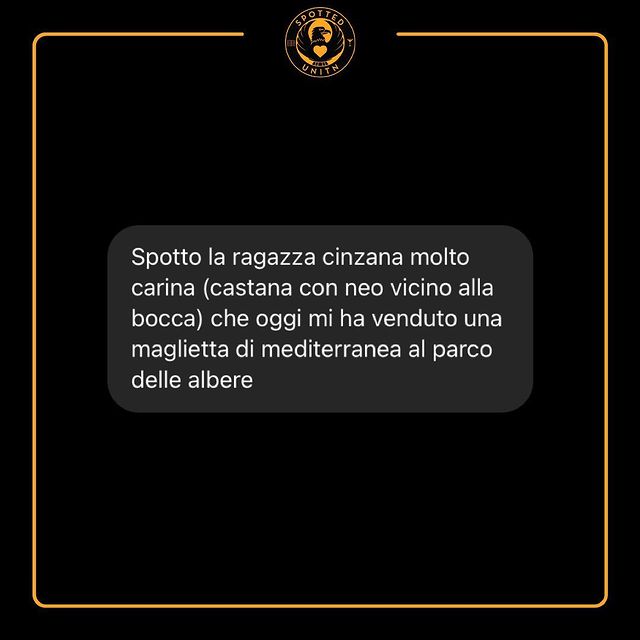 SPOTTED
UNITN
Spotto la ragazza cinzana molto
carina (castana con neo vicino alla
bocca) che oggi mi ha venduto una
maglietta di mediterranea al parco
delle albere